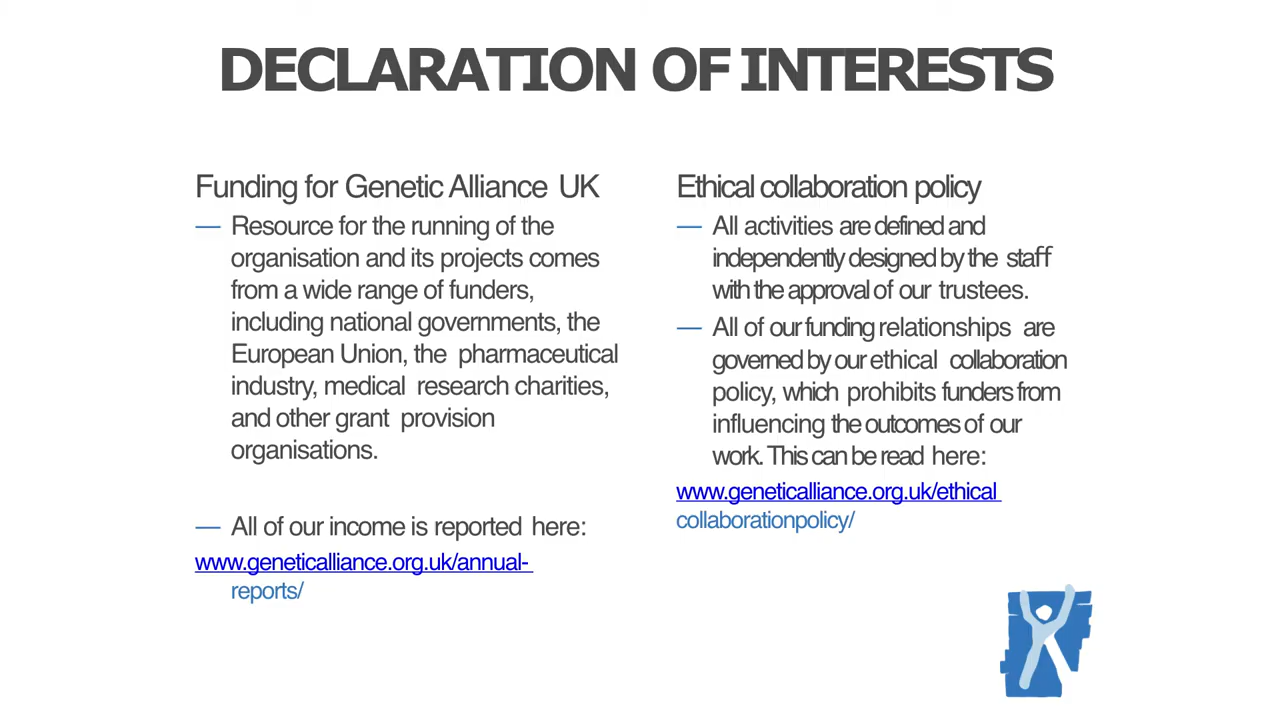 DECLARATION OF INTERESTS
Funding for Genetic Alliance UK
— Resource for the running of the
organisation and its projects comes
from a wide range of funders,
including national governments, the
European Union, the pharmaceutical
industry, medical research charities,
and other grant provision
organisations.
— All of our income is reported here:
www.geneticalliance.org.uk/annual-
reports/
Ethical collaboration policy
— All activities are defined and
independently designed by the staff
with the approval of our trustees.
— All of our funding relationships are
governed by our ethical collaboration
policy, which prohibits funders from
influencing the outcomes of our
work. This can be read here:
www.geneticalliance.org.uk/ethical
collaborationpolicy/